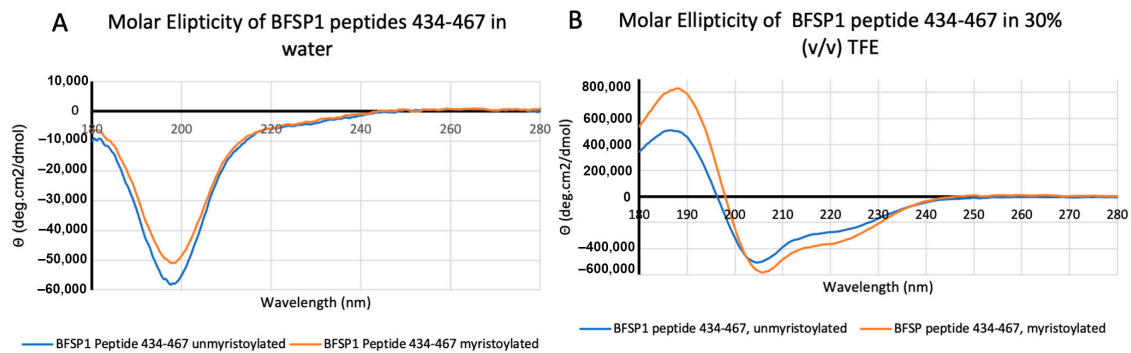 A
Molar Elipticity of BFSP1 peptides 434-467 in
water
10,000
0
−10,000
−20,000
−30,000
−40,000
−50,000
−60,000
180
200
220
240
260
280
Θ (deg.cm2/dmol)
Wavelength (nm)
BFSP1 Peptide 434-467 unmyristoylated
BFSP1 Peptide 434-467 myristoylated
B
Molar Ellipticity of BFSP1 peptide 434-467 in 30%
(v/v) TFE
800,000
600,000
400,000
200,000
0
−400,000
−600,000
180
190
200
210
220
230
240
250
260
270
280
Θ (deg.cm2/dmol)
Wavelength (nm)
BFSP1 peptide 434-467, unmyristoylated
BFSP peptide 434-467, myristoylated